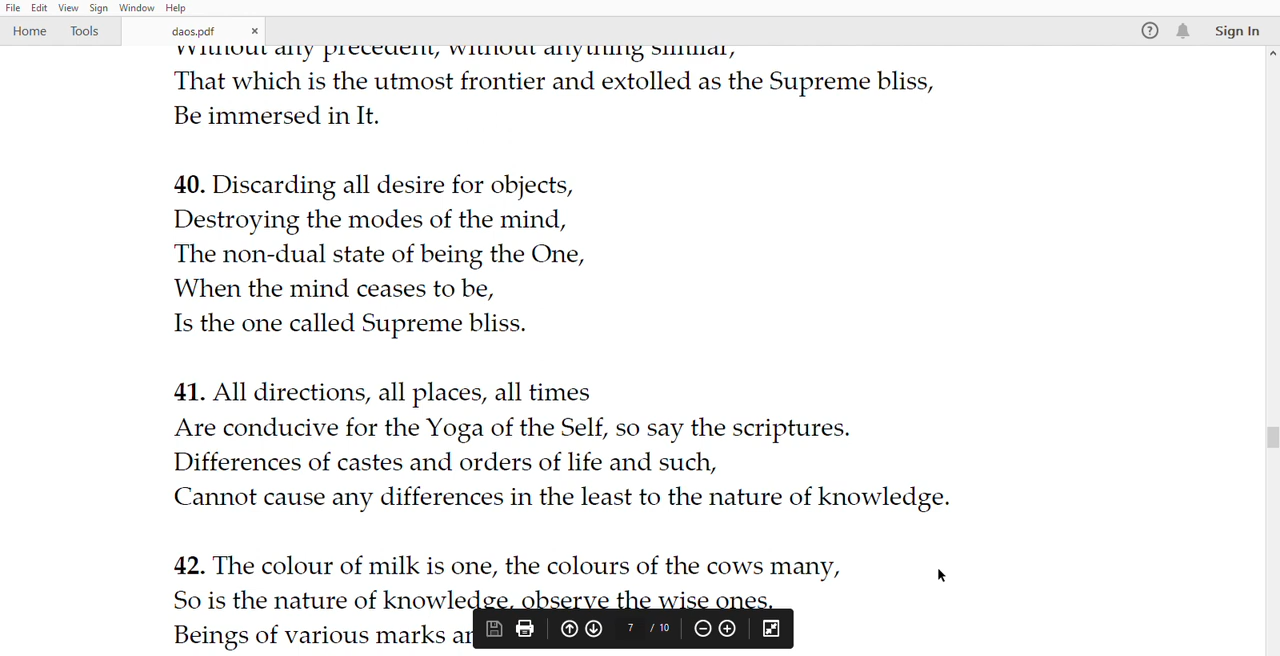 File Edit View Sign Window Help
Home Tools daos.pdf × ? Sign In
Without any precedent, without anything similar,
That which is the utmost frontier and extolled as the Supreme bliss,
Be immersed in It.
40. Discarding all desire for objects,
Destroying the modes of the mind,
The non-dual state of being the One,
When the mind ceases to be,
Is the one called Supreme bliss.
41. All directions, all places, all times
Are conducive for the Yoga of the Self, so say the scriptures.
Differences of castes and orders of life and such,
Cannot cause any differences in the least to the nature of knowledge.
42. The colour of milk is one, the colours of the cows many,
So is the nature of knowledge, observe the wise ones.
Beings of various marks
7 / 10